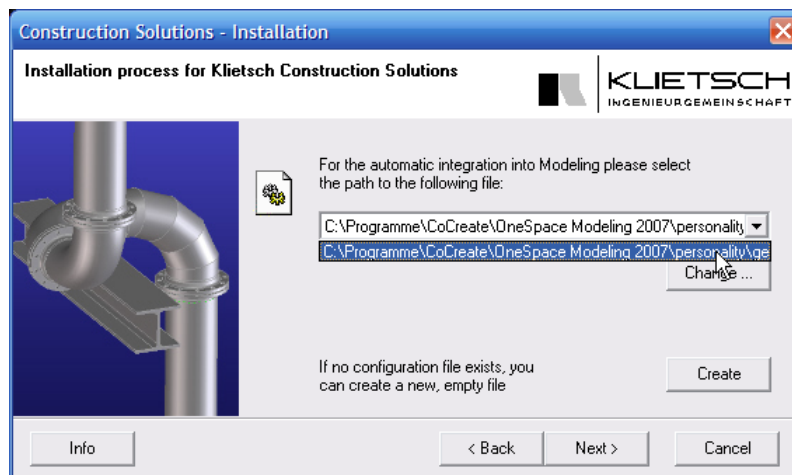 Construction Solutions - Installation
Installation process for Klietsch Construction Solutions
KLIETSCH
INGENIEURGEMEINSCHAFT
For the automatic integration into Modeling please select
the path to the following file:
C:\Programme\CoCreate\OneSpace Modeling 2007\personality
C:\Programme\CoCreate\OneSpace Modeling 2007\personality\ge
Change ...
If no configuration file exists, you
can create a new, empty file
Create
Info
< Back
Next >
Cancel